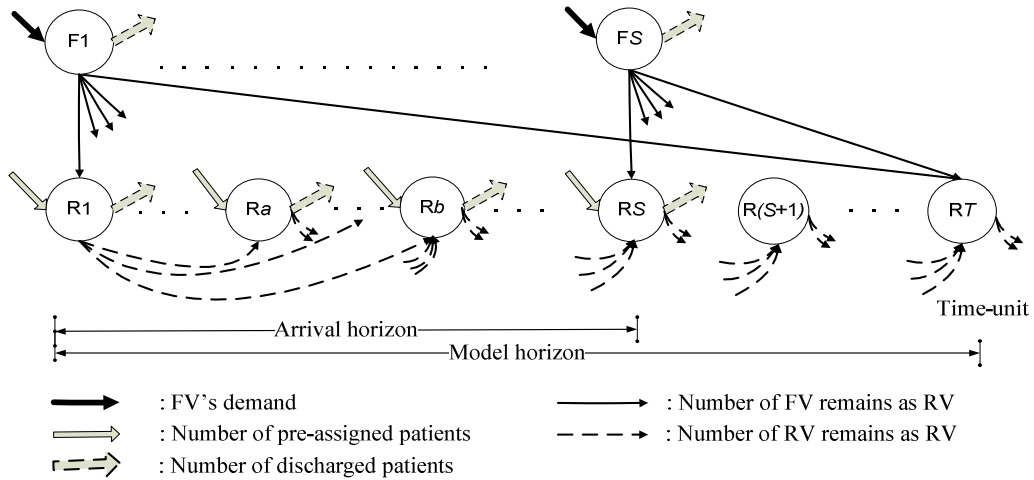 F1
FS
R1
Ra
Rb
RS
R(S+1)
RT
Time-unit
Arrival horizon
Model horizon
: FV's demand
: Number of FV remains as RV
: Number of pre-assigned patients
: Number of RV remains as RV
: Number of discharged patients